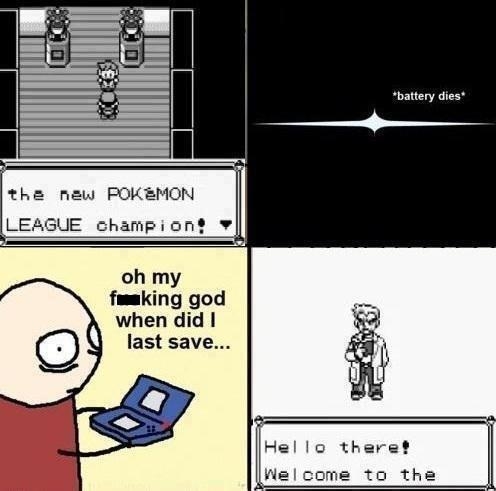 the new POKéMON
LEAGUE champion!
*battery dies*
oh my
f king god
when did I
last save...
Hello there!
Welcome to the